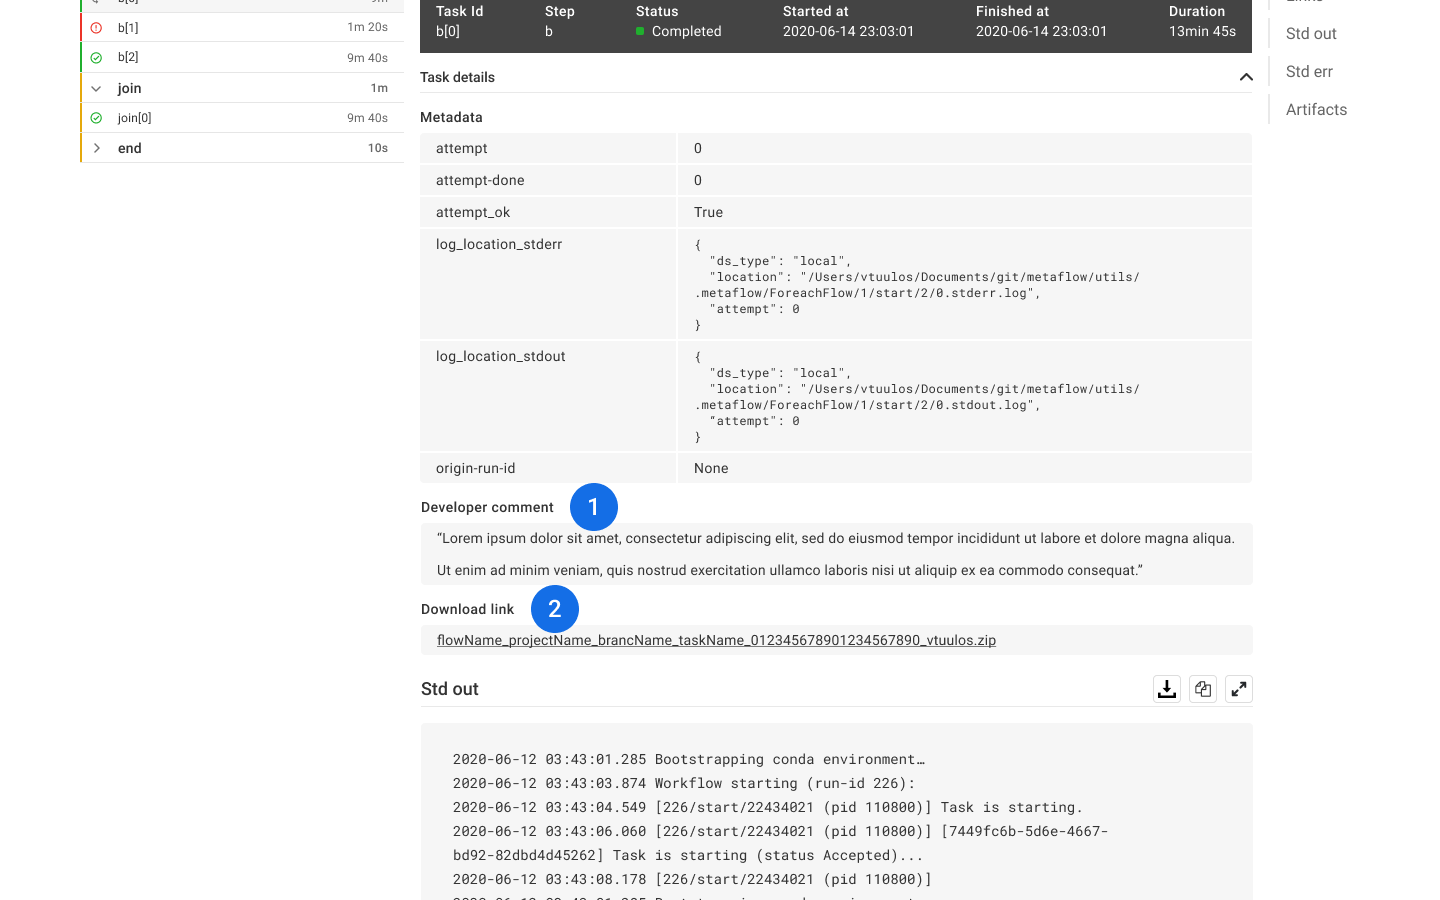 b[1] 1m 20s
b[2] 9m 40s
join 1m
join[0] 9m 40s
end 10s
Task Id Step Status Started at Finished at Duration
b[0] b Completed 2020-06-14 23:03:01 2020-06-14 23:03:01 13min 45s
Task details
Metadata
attempt 0
attempt-done 0
attempt_ok True
log_location_stderr {
"ds_type": "local",
"location": "/Users/vtuulos/Documents/git/metaflow/utils/
.metaflow/ForeachFlow/1/start/2/0.stderr.log",
"attempt": 0
}
log_location_stdout {
"ds_type": "local",
"location": "/Users/vtuulos/Documents/git/metaflow/utils/
.metaflow/ForeachFlow/1/start/2/0.stdout.log",
“attempt": 0
}
origin-run-id None
Developer comment 1
“Lorem ipsum dolor sit amet, consectetur adipiscing elit, sed do eiusmod tempor incididunt ut labore et dolore magna aliqua.
Ut enim ad minim veniam, quis nostrud exercitation ullamco laboris nisi ut aliquip ex ea commodo consequat.”
Download link 2
flowName_projectName_brancName_taskName_012345678901234567890_vtuulos.zip
Std out
2020-06-12 03:43:01.285 Bootstrapping conda environment…
2020-06-12 03:43:03.874 Workflow starting (run-id 226):
2020-06-12 03:43:04.549 [226/start/22434021 (pid 110800)] Task is starting.
2020-06-12 03:43:06.060 [226/start/22434021 (pid 110800)] [7449fc6b-5d6e-4667-
bd92-82dbd4d45262] Task is starting (status Accepted)...
2020-06-12 03:43:08.178 [226/start/22434021 (pid 110800)]
Std out
Std err
Artifacts